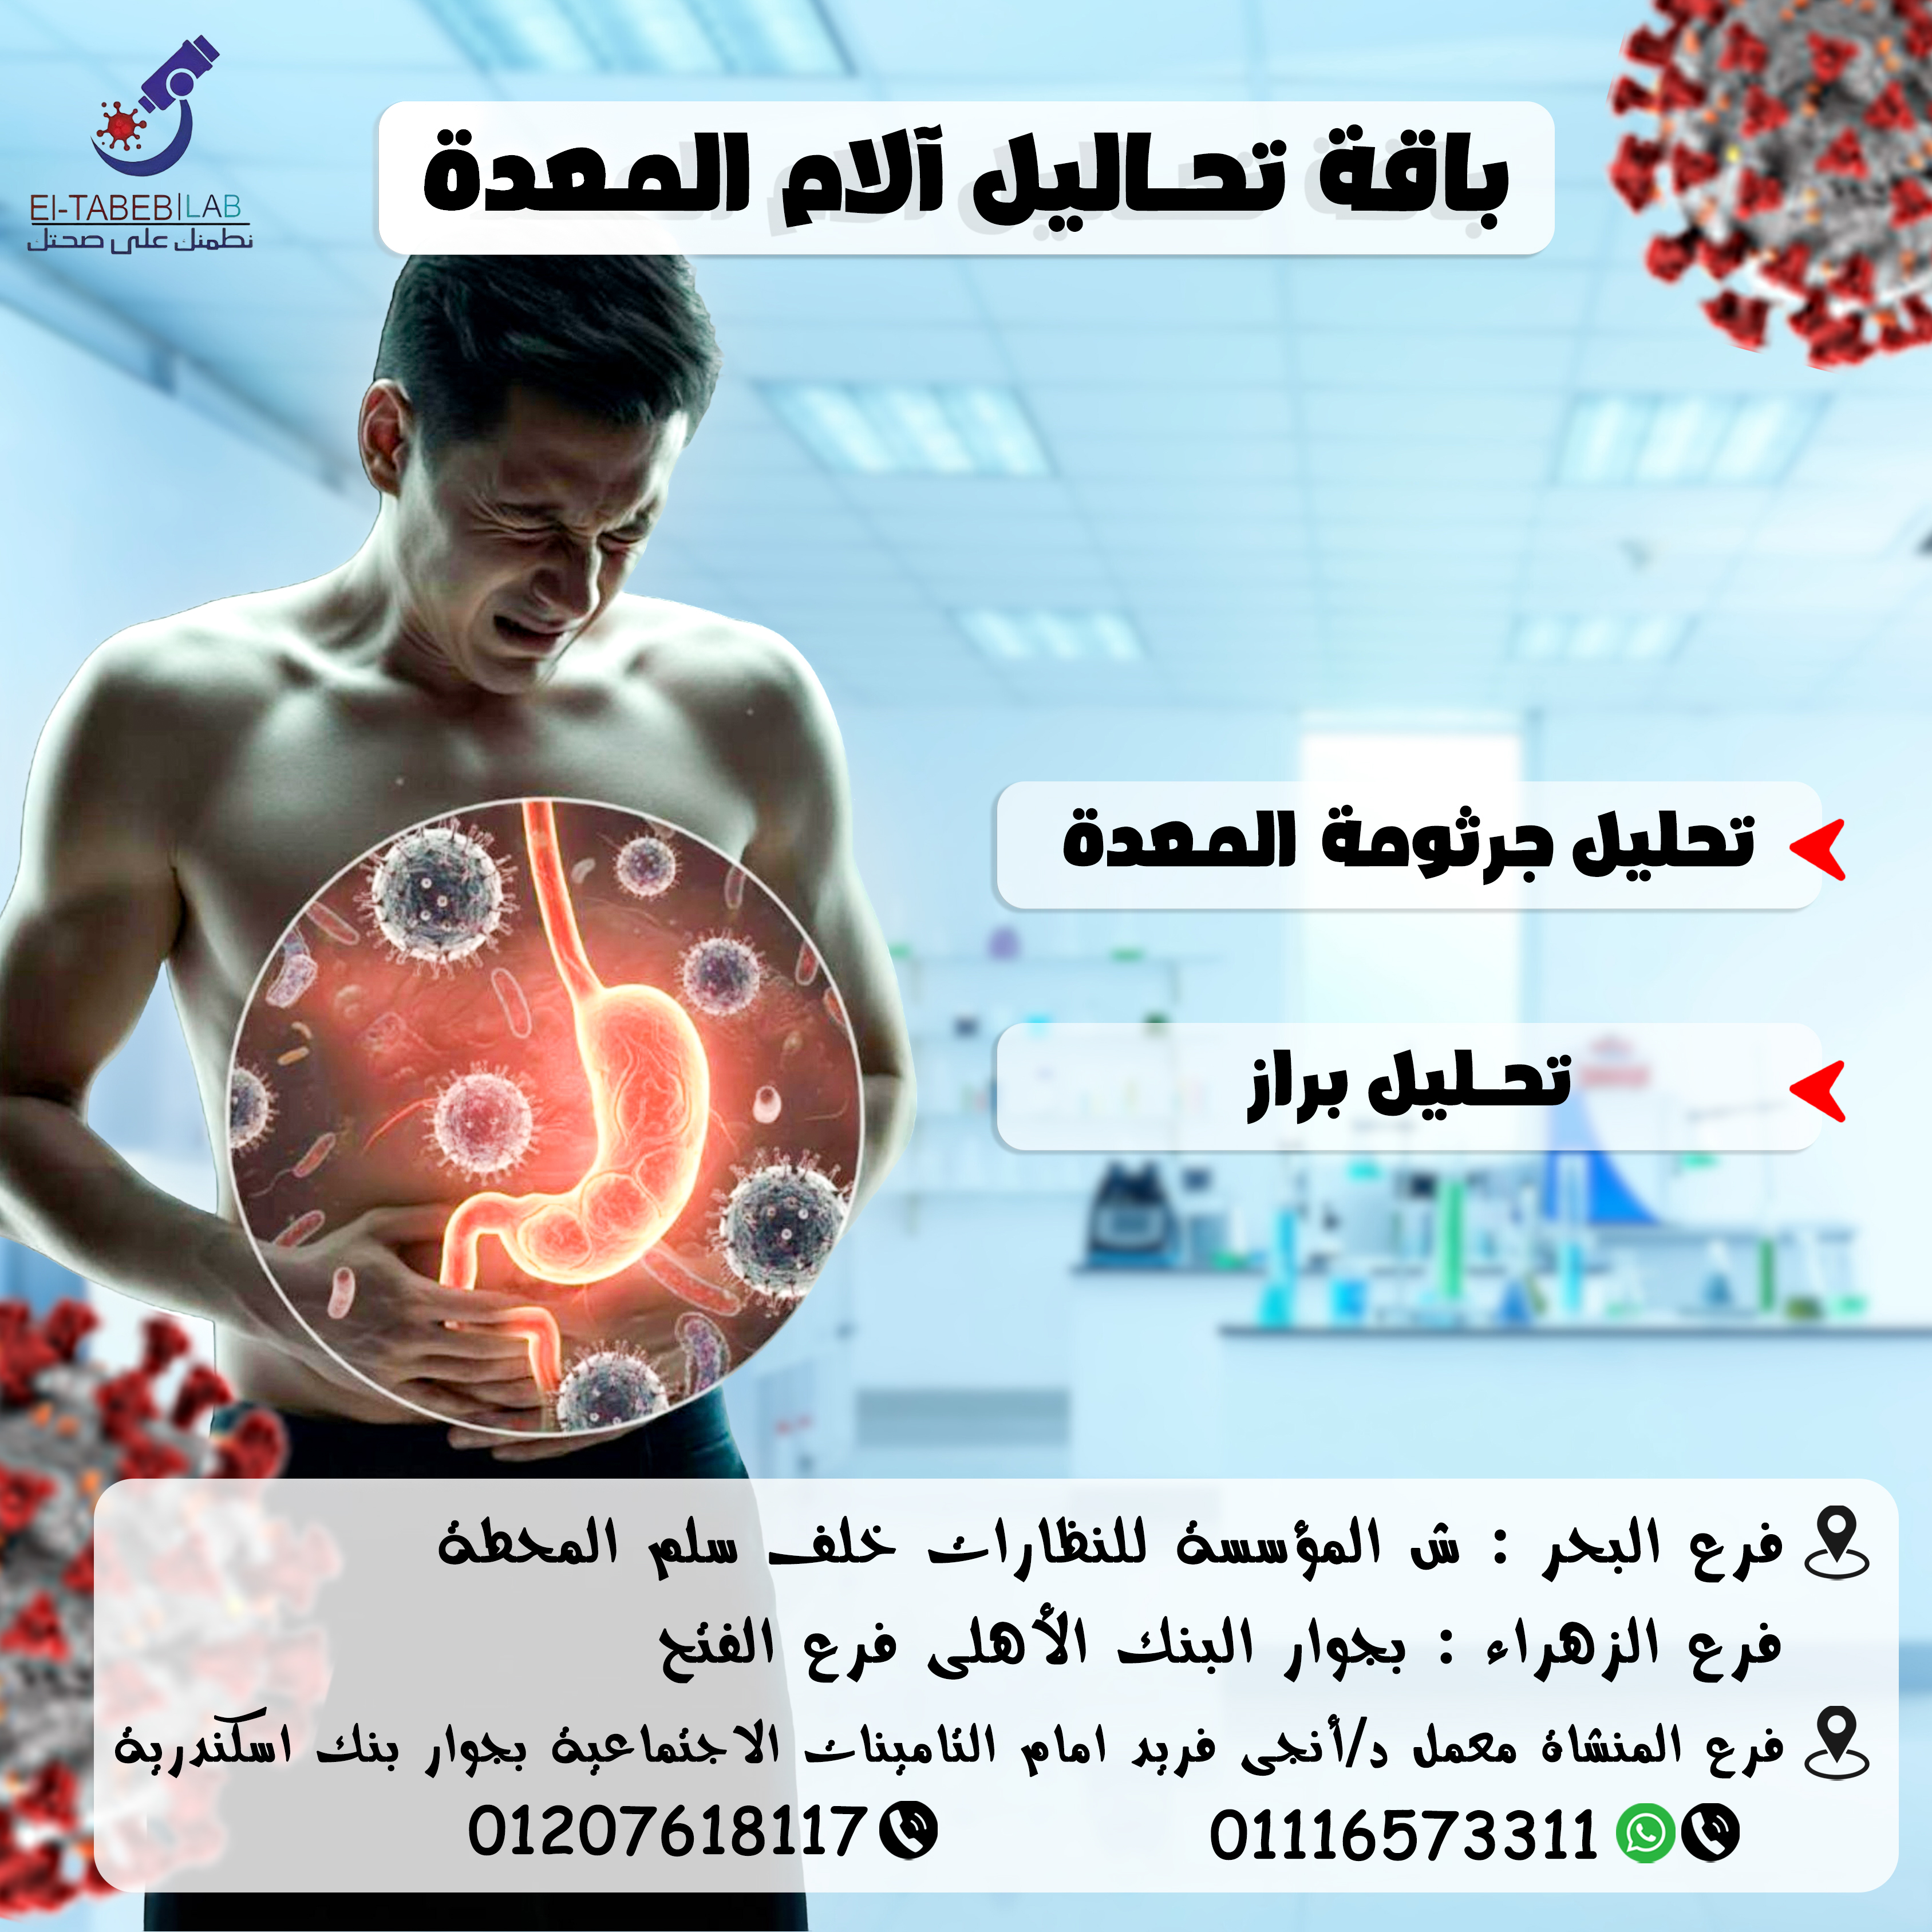 El-TABEB|LAB
نطمنك على صحتك
باقة تحاليل آلام المعدة
تحليل جرثومة المعدة
تحليل براز
فرع البحر : ش المؤسسة للنظارات خلف سلم المحطة
فرع الزهراء : بجوار البنك الأهلى فرع الفتح
فرع المنشاة معمل د/أنجى فريد امام التامينات الاجتماعية بجوار بنك اسكندرية
01116573311
01207618117